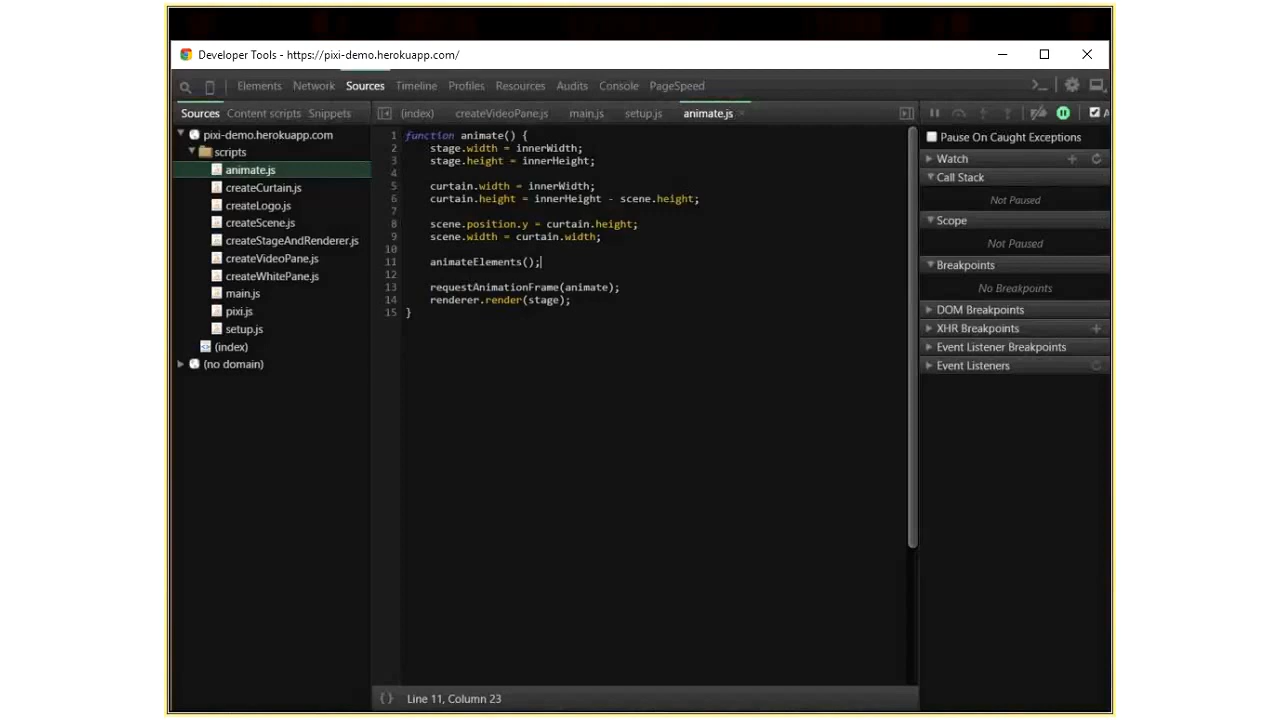 Developer Tools - https://pixi-demo.herokuapp.com/
Elements Network Sources Timeline Profiles Resources Audits Console PageSpeed
Sources Content scripts Snippets
(index) createVideoPane.js main.js setup.js animate.js ×
pixi-demo.herokuapp.com
scripts
animate.js
createCurtain.js
createLogo.js
createScene.js
createStageAndRenderer.js
createVideoPane.js
createWhitePane.js
main.js
pixi.js
setup.js
(index)
(no domain)
1 function animate() {
2 stage.width = innerWidth;
3 stage.height = innerHeight;
4
5 curtain.width = innerWidth;
6 curtain.height = innerHeight - scene.height;
7
8 scene.position.y = curtain.height;
9 scene.width = curtain.width;
10
11 animateElements();
12
13 requestAnimationFrame(animate);
14 renderer.render(stage);
15 }
{} Line 11, Column 23
A
Pause On Caught Exceptions
Watch
Call Stack
Not Paused
Scope
Not Paused
Breakpoints
No Breakpoints
DOM Breakpoints
XHR Breakpoints
Event Listener Breakpoints
Event Listeners